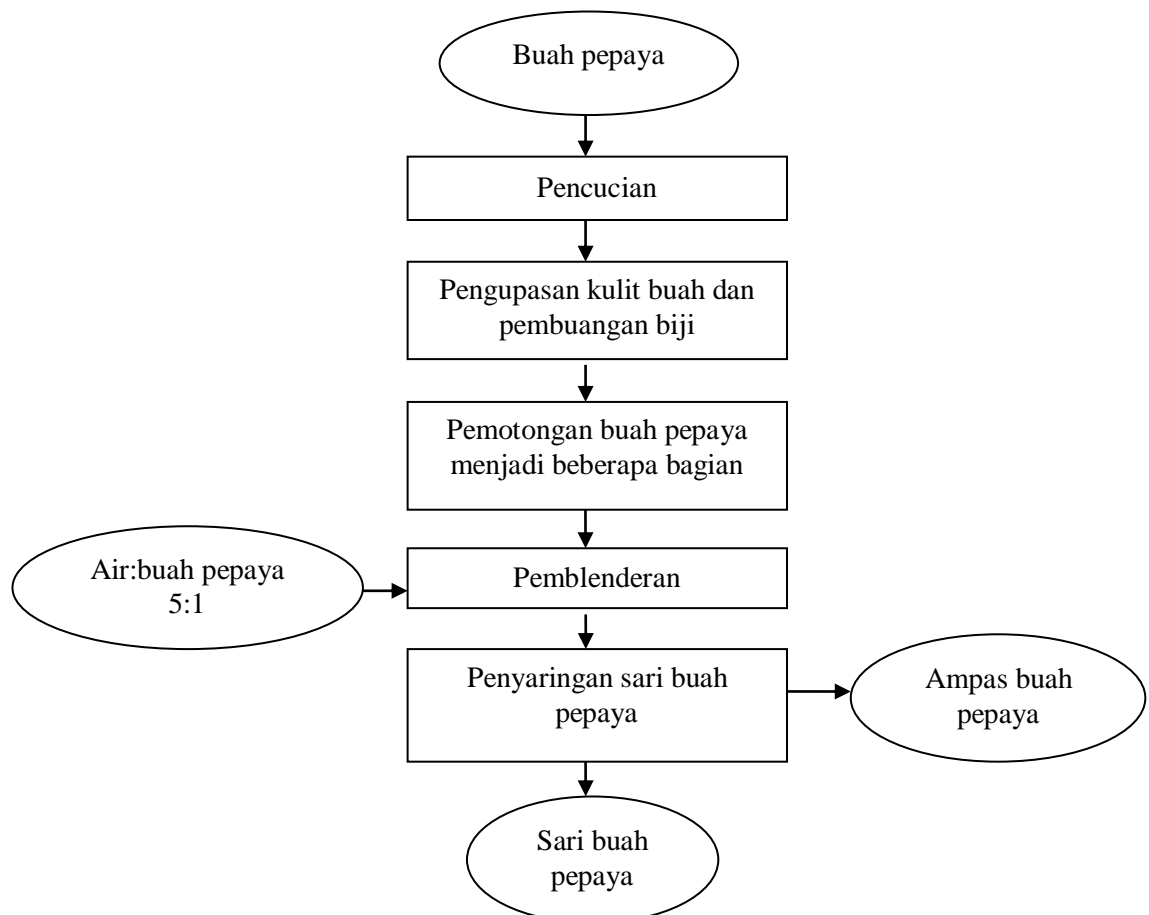 Buah pepaya
Pencucian
Pengupasan kulit buah dan
pembuangan biji
Pemotongan buah pepaya
menjadi beberapa bagian
Air:buah pepaya
5:1
Pemblenderan
Penyaringan sari buah
pepaya
Ampas buah
pepaya
Sari buah
pepaya